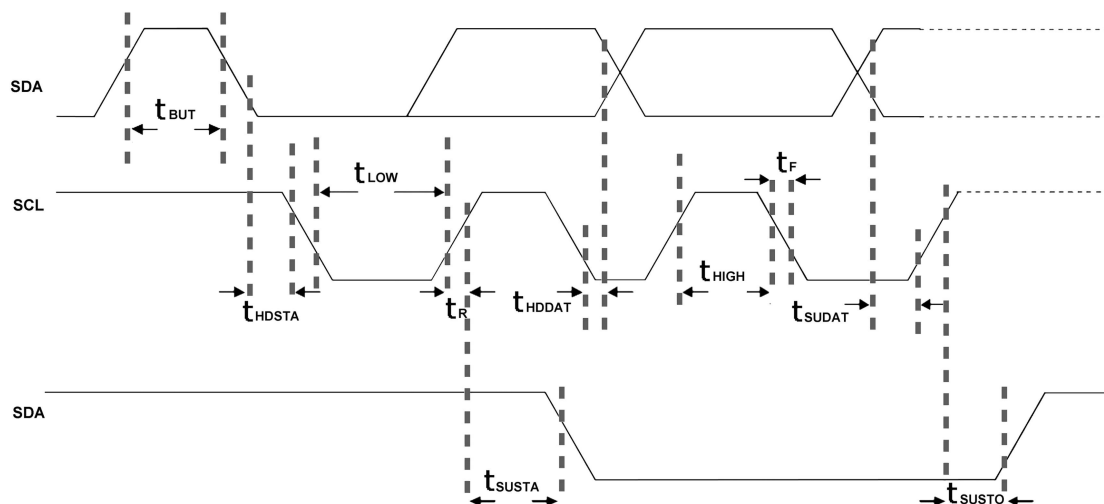 SDA
tBUT
tLOW
tF
SCL
tHDSTA
tR
tHDDAT
tHIGH
tSUDAT
SDA
tSUSTA
tSUSTO